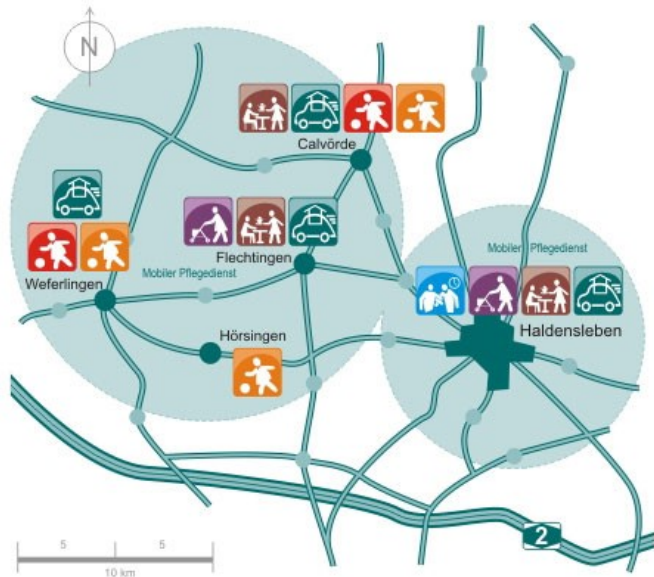 N
Calvörde
Flechtingen
Mobiler Pflegedienst
Mobiler Pflegedienst
Weferlingen
Haldensleben
Hörsingen
2
5 5
10 km